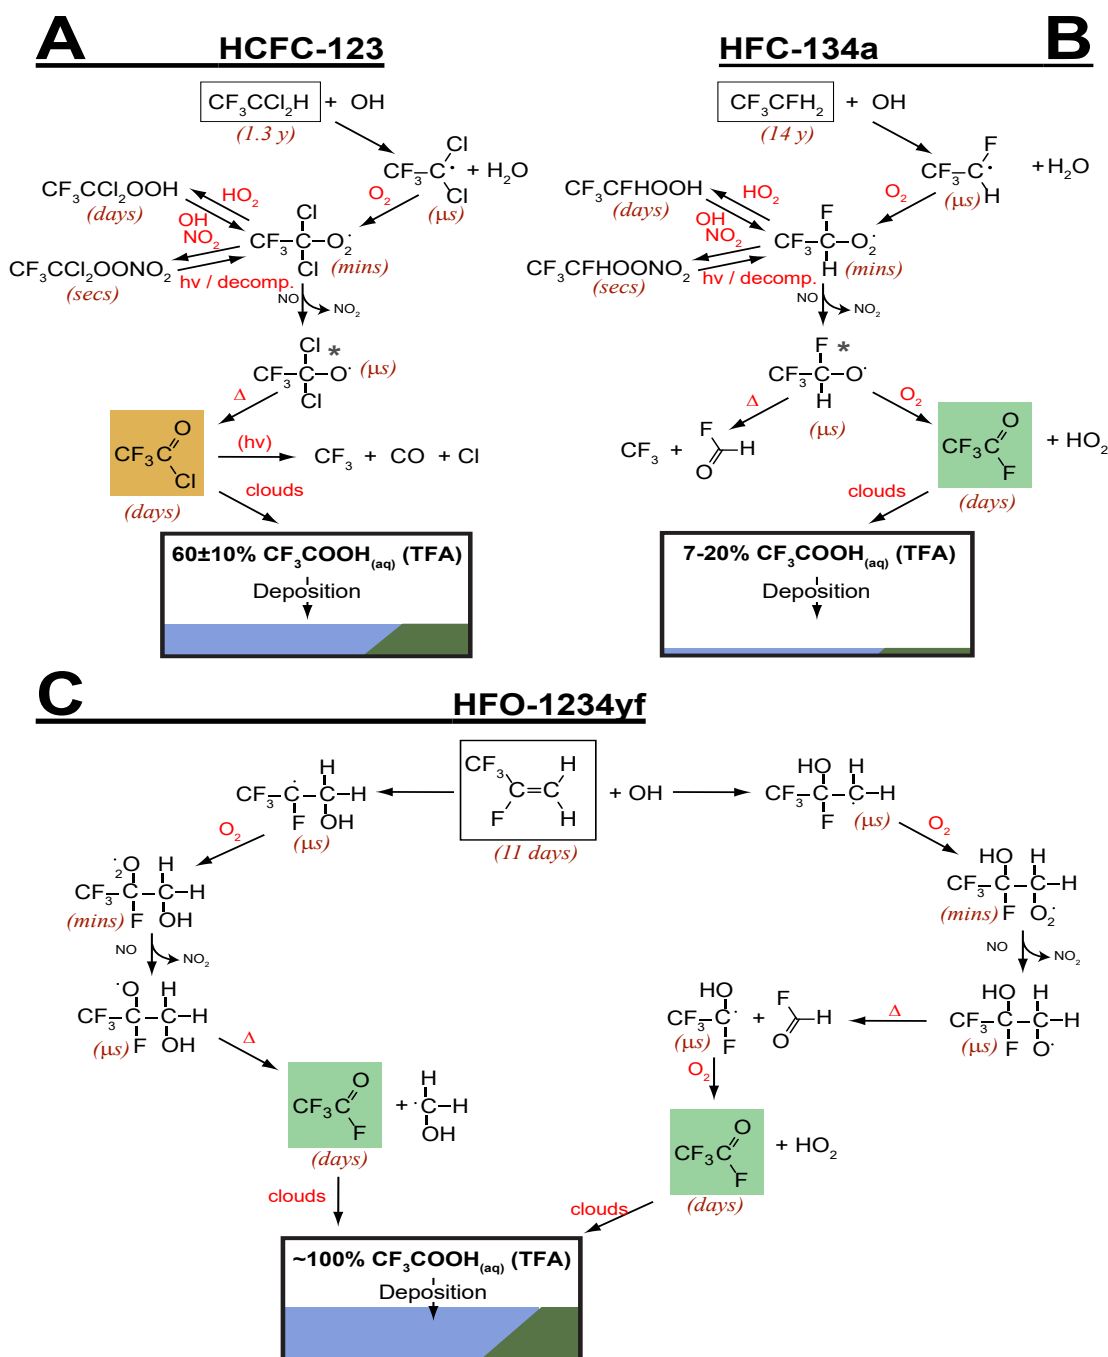 A
HCFC-123
CF₃CCl₂H + OH
(1.3 y)
Cl
CF₃ C· + H₂O
Cl
(μs)
O₂
CF₃CCl₂OOH
(days)
HO₂
OH
NO₂
Cl
CF₃ C O₂·
Cl
(mins)
CF₃CCl₂OONO₂
(secs)
hv / decomp.
NO
NO₂
Cl *
CF₃ C O· (μs)
Cl
Δ
O
CF₃C
Cl
(days)
(hv)
CF₃ + CO + Cl
clouds
60±10% CF₃COOH(aq) (TFA)
Deposition
HFC-134a
B
CF₃CFH₂ + OH
(14 y)
F
CF₃ C· + H₂O
H
(μs)
O₂
CF₃CFHOOH
(days)
HO₂
OH
NO₂
F
CF₃ C O₂·
H (mins)
CF₃CFHOONO₂
(secs)
hv / decomp.
NO
NO₂
F *
CF₃ C O·
H
(μs)
Δ
O₂
CF₃ + F
H
O
O
CF₃C
F
+ HO₂
(days)
clouds
7-20% CF₃COOH(aq) (TFA)
Deposition
C
HFO-1234yf
CF₃ H
C=C
F H
+ OH
(11 days)
H
CF₃ C· C H
F OH
(μs)
O₂
·O₂ H
CF₃ C C H
(mins) F OH
NO
NO₂
·O H
CF₃ C C H
(μs) F OH
Δ
O
CF₃C
F
(days)
+ H
·C H
OH
clouds
HO H
CF₃ C C· H
F
(μs)
O₂
HO H
CF₃ C C H
(mins) F O₂·
NO
NO₂
HO H
CF₃ C C H
(μs) F O·
Δ
HO
CF₃ C· + F
H
O
(μs) F
O₂
O
CF₃C
F
+ HO₂
(days)
clouds
~100% CF₃COOH(aq) (TFA)
Deposition